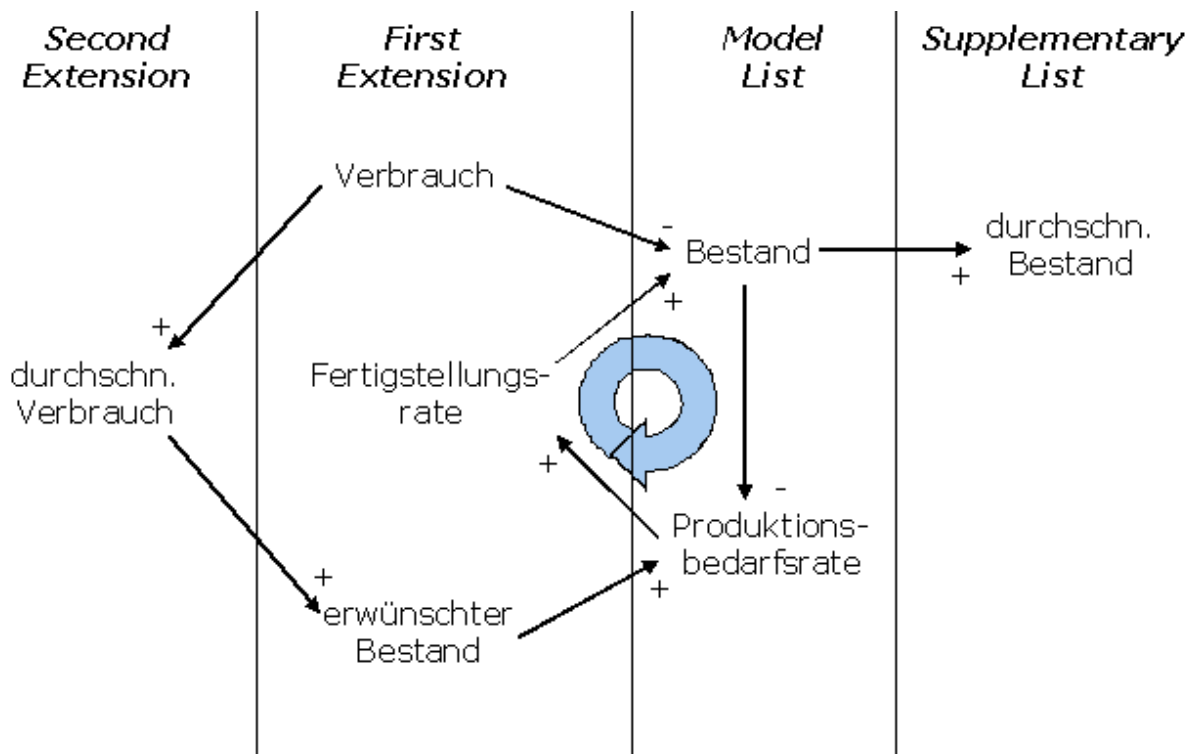 Second
Extension
First
Extension
Model
List
Supplementary
List
Verbrauch
-
Bestand
+
durchschn.
Bestand
+
+
durchschn.
Verbrauch
Fertigstellungs-
rate
+
-
Produktions-
bedarfsrate
+
+
erwünschter
Bestand